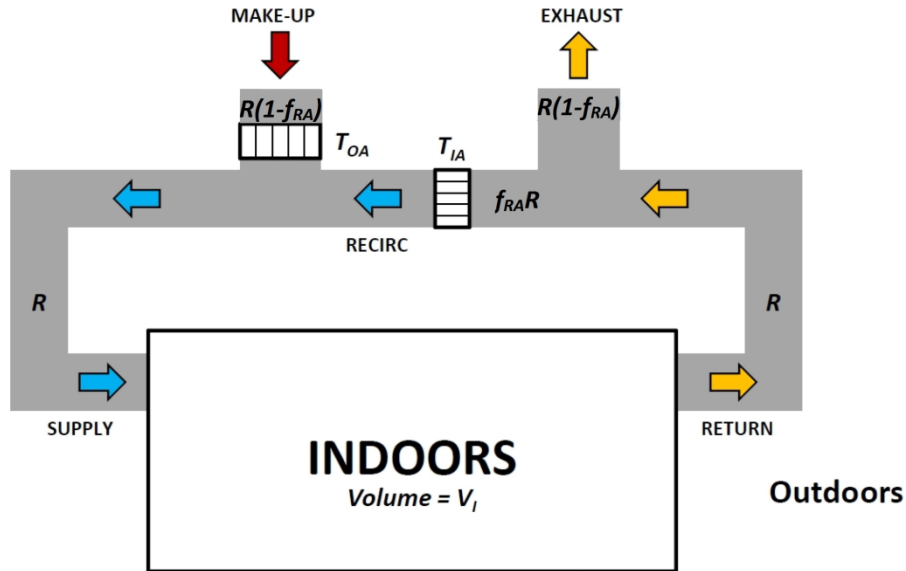 MAKE-UP
EXHAUST
R(1-fRA)
R(1-fRA)
TOA
TIA
fRAR
RECIRC
R
R
SUPPLY
RETURN
INDOORS
Volume = VI
Outdoors